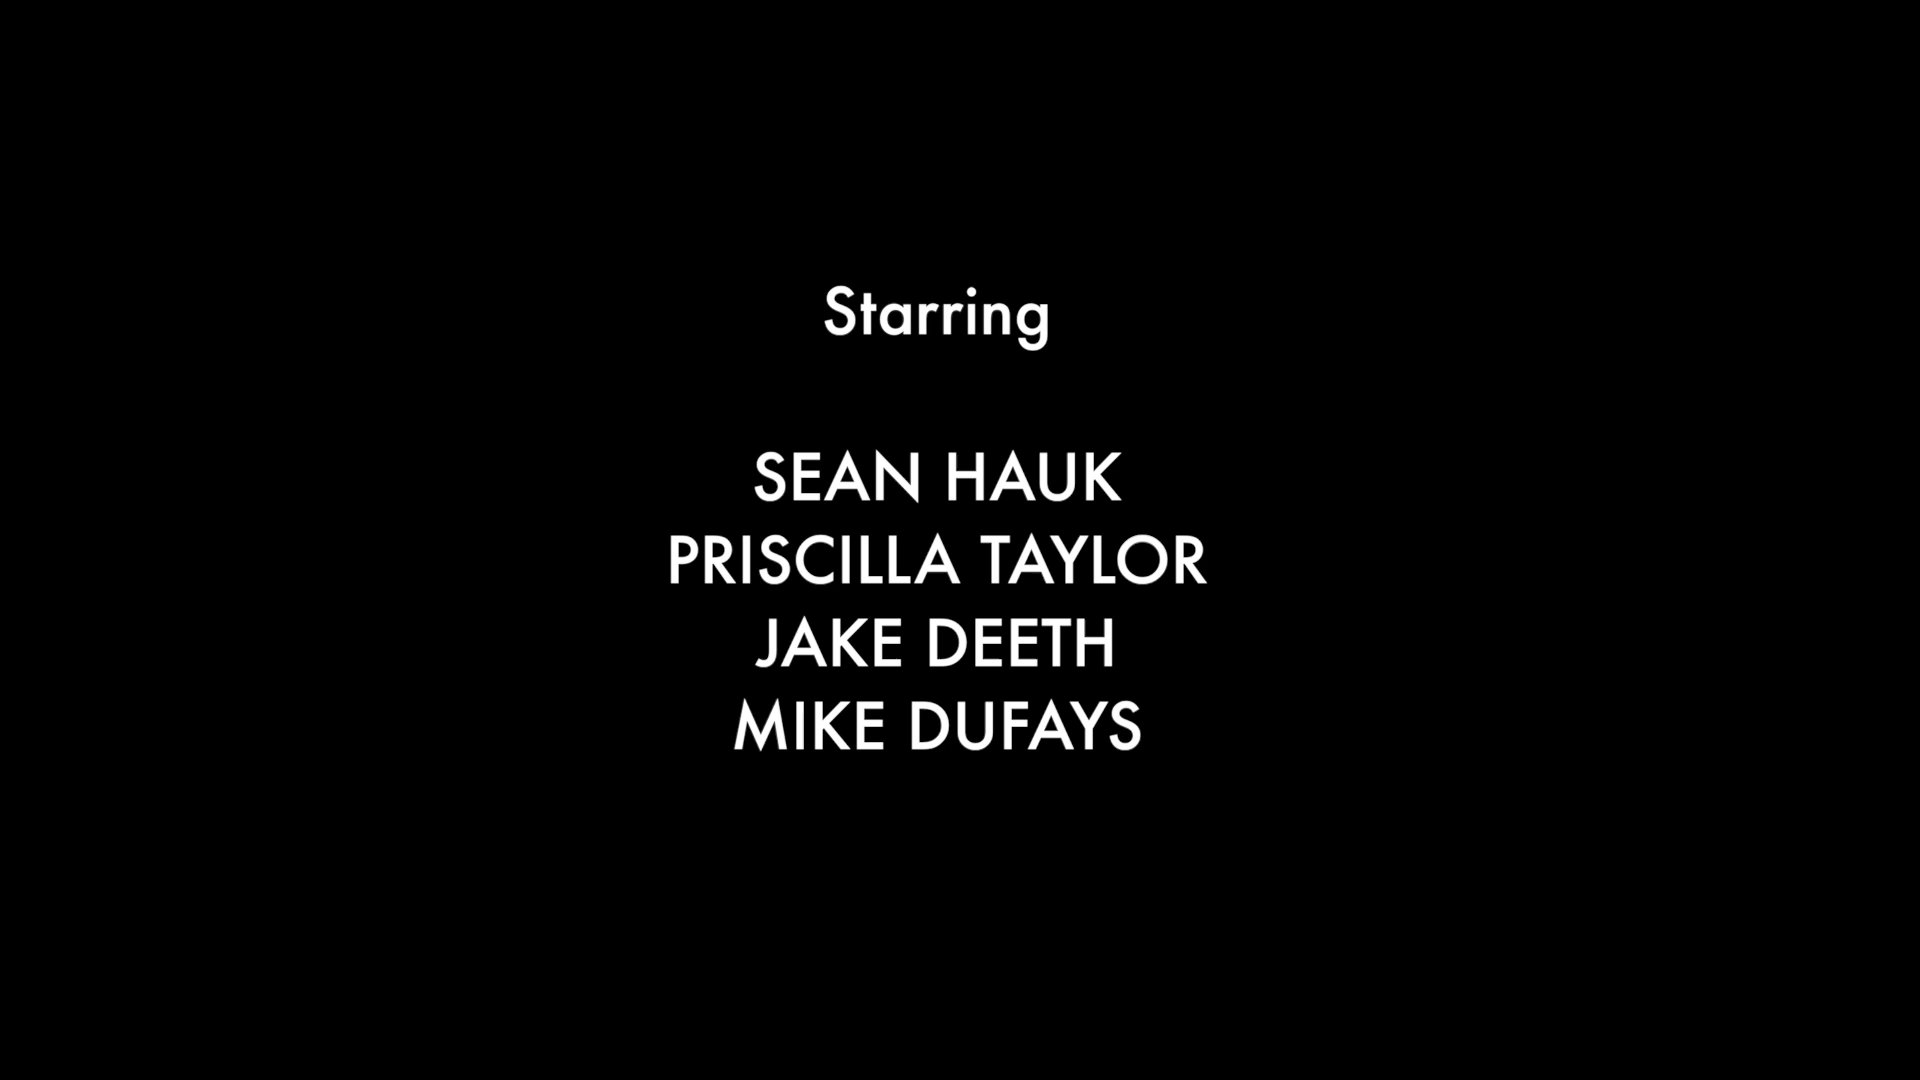 Starring
SEAN HAUK
PRISCILLA TAYLOR
JAKE DEETH
MIKE DUFAYS